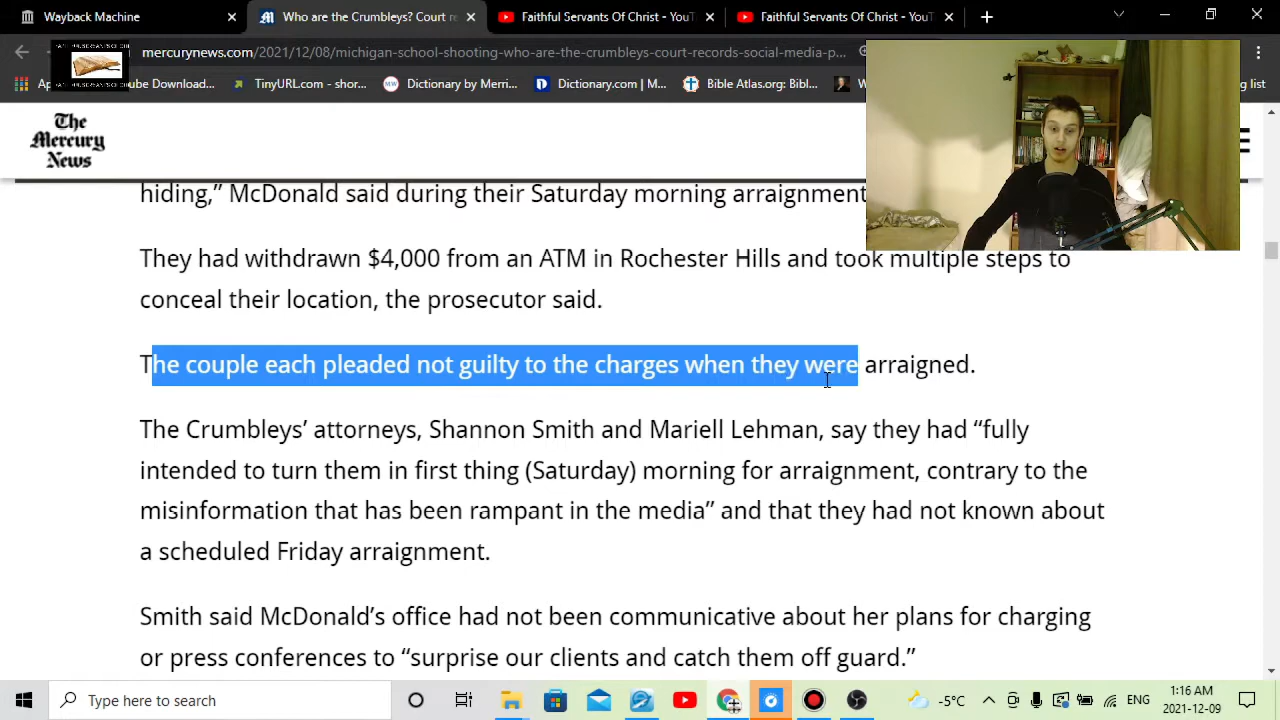 Wayback Machine
Who are the Crumbleys? Court re
Faithful Servants Of Christ - YouT
Faithful Servants Of Christ - YouT
mercurynews.com/2021/12/08/michigan-school-shooting-who-are-the-crumbleys-court-records-social-media-p...
Ap
ube Download...
TinyURL.com - shor...
Dictionary by Merri...
Dictionary.com | M...
Bible Atlas.org: Bibl...
W
g list
The
Mercury
News
hiding,” McDonald said during their Saturday morning arraignment
They had withdrawn $4,000 from an ATM in Rochester Hills and took multiple steps to
conceal their location, the prosecutor said.
The couple each pleaded not guilty to the charges when they were arraigned.
The Crumbleys’ attorneys, Shannon Smith and Mariell Lehman, say they had “fully
intended to turn them in first thing (Saturday) morning for arraignment, contrary to the
misinformation that has been rampant in the media” and that they had not known about
a scheduled Friday arraignment.
Smith said McDonald’s office had not been communicative about her plans for charging
or press conferences to “surprise our clients and catch them off guard.”
Type here to search
-5°C
ENG
1:16 AM
2021-12-09